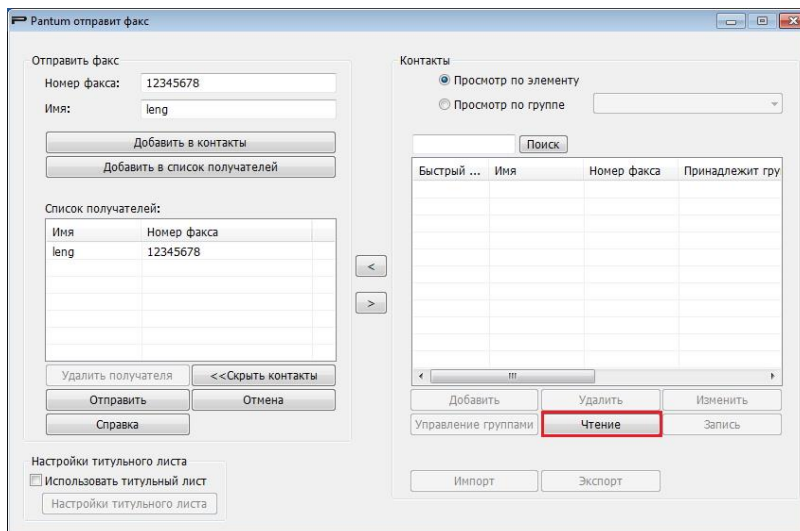 Pantum отправит факс
Отправить факс
Номер факса: 12345678
Имя: leng
Добавить в контакты
Добавить в список получателей
Список получателей:
Имя Номер факса
leng 12345678
Удалить получателя <<Скрыть контакты
Отправить Отмена
Справка
Настройки титульного листа
Использовать титульный лист
Настройки титульного листа
<
>
Контакты
Просмотр по элементу
Просмотр по группе
Поиск
Быстрый ... Имя Номер факса Принадлежит гру
Добавить Удалить Изменить
Управление группами Чтение Запись
Импорт Экспорт